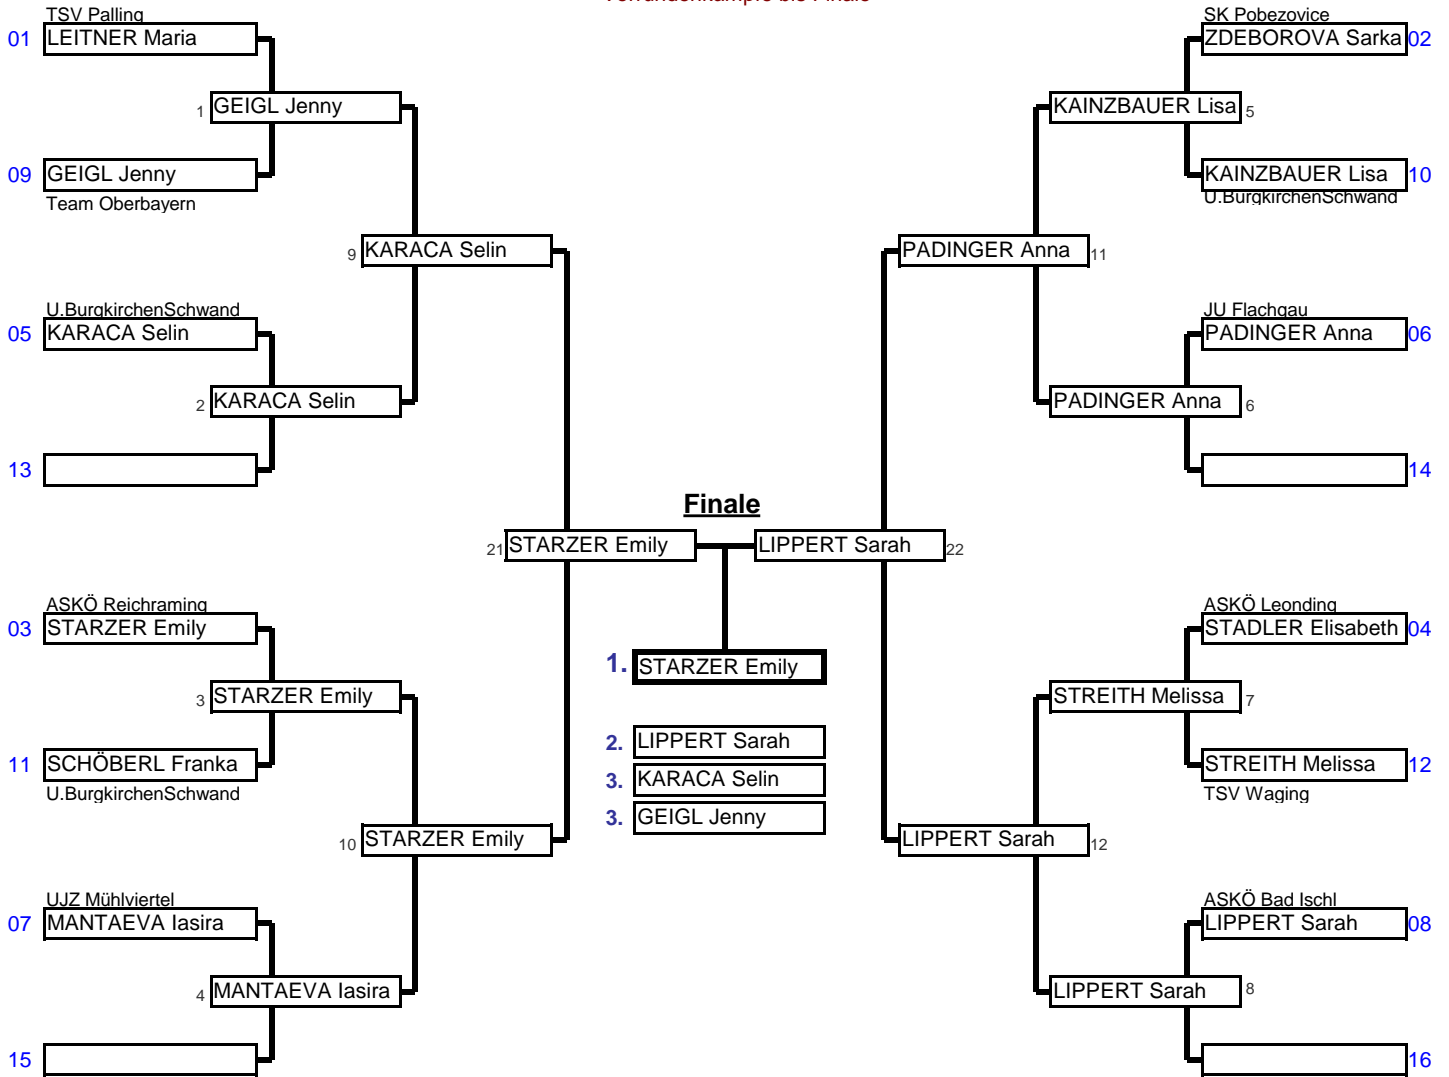 Vorrundenkämpfe bis Finale
TSV Palling
01 LEITNER Maria
1 GEIGL Jenny
09 GEIGL Jenny
Team Oberbayern
9 KARACA Selin
U.BurgkirchenSchwand
05 KARACA Selin
2 KARACA Selin
13
21 STARZER Emily
ASKÖ Reichraming
03 STARZER Emily
3 STARZER Emily
11 SCHÖBERL Franka
U.BurgkirchenSchwand
10 STARZER Emily
UJZ Mühlviertel
07 MANTAEVA Iasira
4 MANTAEVA Iasira
15
Finale
1. STARZER Emily
2. LIPPERT Sarah
3. KARACA Selin
3. GEIGL Jenny
SK Pobezovice
ZDEBOROVA Sarka 02
KAINZBAUER Lisa 5
KAINZBAUER Lisa 10
U.BurgkirchenSchwand
PADINGER Anna 11
JU Flachgau
PADINGER Anna 06
PADINGER Anna 6
14
LIPPERT Sarah 22
ASKÖ Leonding
STADLER Elisabeth 04
STREITH Melissa 7
STREITH Melissa 12
TSV Waging
LIPPERT Sarah 12
ASKÖ Bad Ischl
LIPPERT Sarah 08
LIPPERT Sarah 8
16